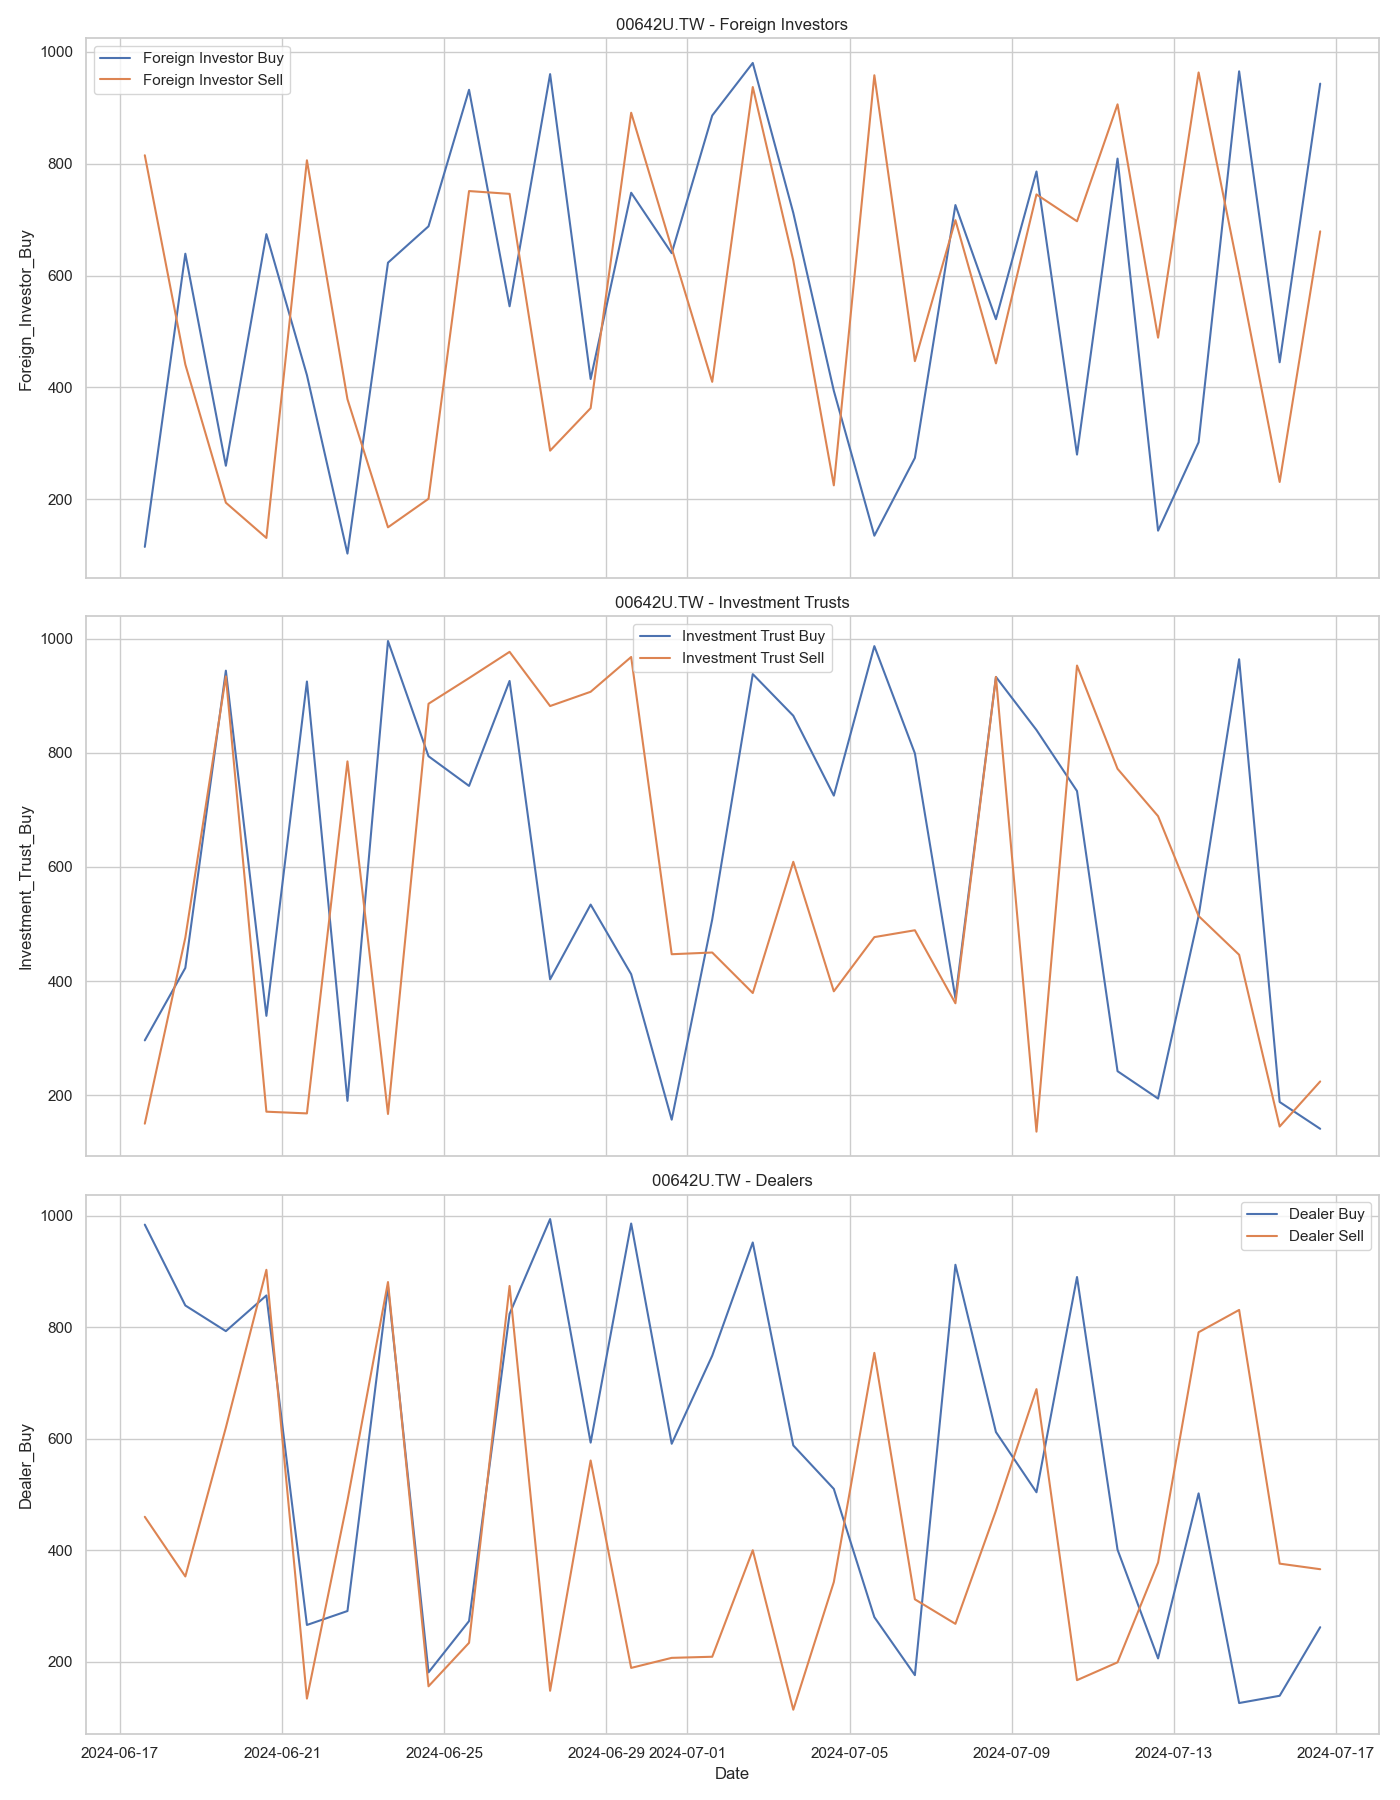 00642U.TW - Foreign Investors
Foreign Investor Buy
Foreign Investor Sell
Foreign_Investor_Buy
1000
800
600
400
200
00642U.TW - Investment Trusts
Investment Trust Buy
Investment Trust Sell
Investment_Trust_Buy
1000
800
600
400
200
00642U.TW - Dealers
Dealer Buy
Dealer Sell
Dealer_Buy
1000
800
600
400
200
2024-06-17 2024-06-21 2024-06-25 2024-06-29 2024-07-01 2024-07-05 2024-07-09 2024-07-13 2024-07-17
Date